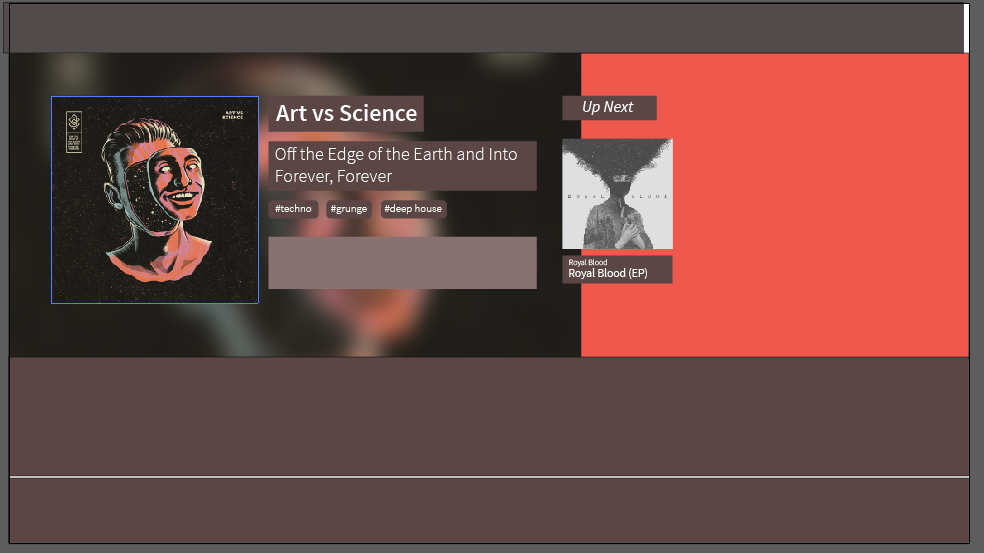 ART VS
SCIENCE
Art vs Science
Off the Edge of the Earth and Into
Forever, Forever
#techno #grunge #deep house
Up Next
ROYAL BLOOD
Royal Blood
Royal Blood (EP)